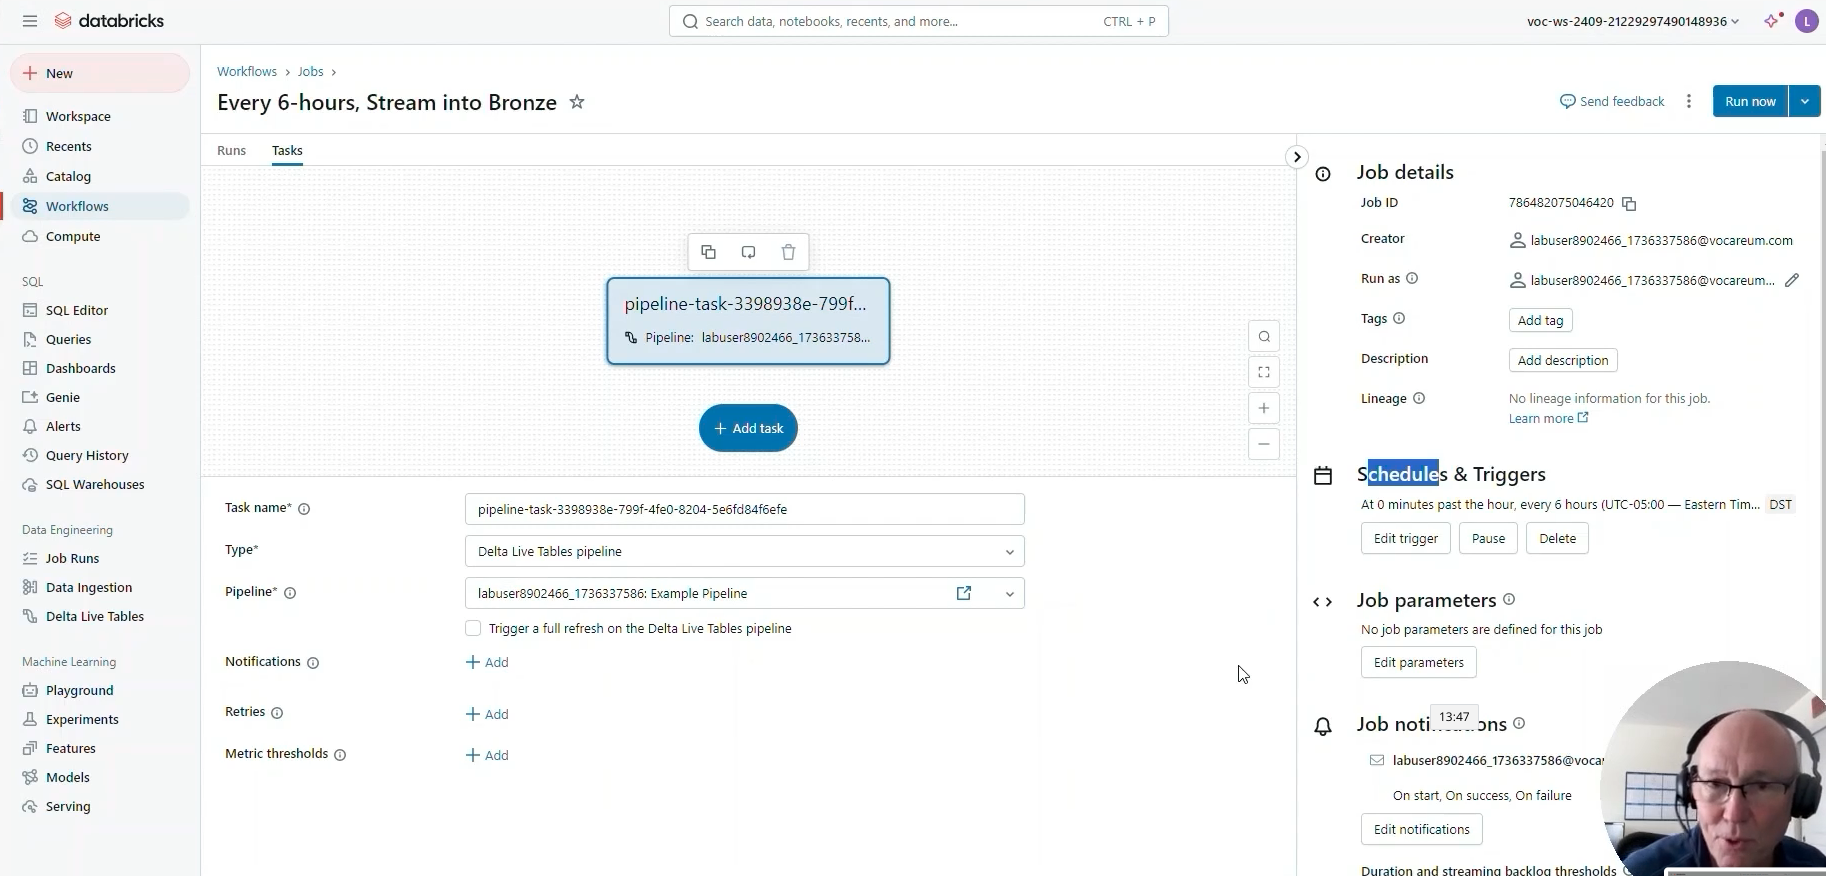 databricks
Search data, notebooks, recents, and more...
CTRL + P
voc-ws-2409-21229297490148936
L
New
Workspace
Recents
Catalog
Workflows
Compute
SQL
SQL Editor
Queries
Dashboards
Genie
Alerts
Query History
SQL Warehouses
Data Engineering
Job Runs
Data Ingestion
Delta Live Tables
Machine Learning
Playground
Experiments
Features
Models
Serving
Workflows › Jobs ›
Every 6-hours, Stream into Bronze
Send feedback
Run now
Runs
Tasks
pipeline-task-3398938e-799f...
Pipeline: labuser8902466_173633758...
+ Add task
Task name*
pipeline-task-3398938e-799f-4fe0-8204-5e6fd84f6efe
Type*
Delta Live Tables pipeline
Pipeline*
labuser8902466_1736337586: Example Pipeline
Trigger a full refresh on the Delta Live Tables pipeline
Notifications
+ Add
Retries
+ Add
Metric thresholds
+ Add
Job details
Job ID
786482075046420
Creator
labuser8902466_1736337586@vocareum.com
Run as
labuser8902466_1736337586@vocareum...
Tags
Add tag
Description
Add description
Lineage
No lineage information for this job.
Learn more
Schedules & Triggers
At 0 minutes past the hour, every 6 hours (UTC-05:00 — Eastern Tim...
DST
Edit trigger
Pause
Delete
Job parameters
No job parameters are defined for this job
Edit parameters
Job notifications
13:47
labuser8902466_1736337586@voca
On start, On success, On failure
Edit notifications
Duration and streaming backlog thresholds